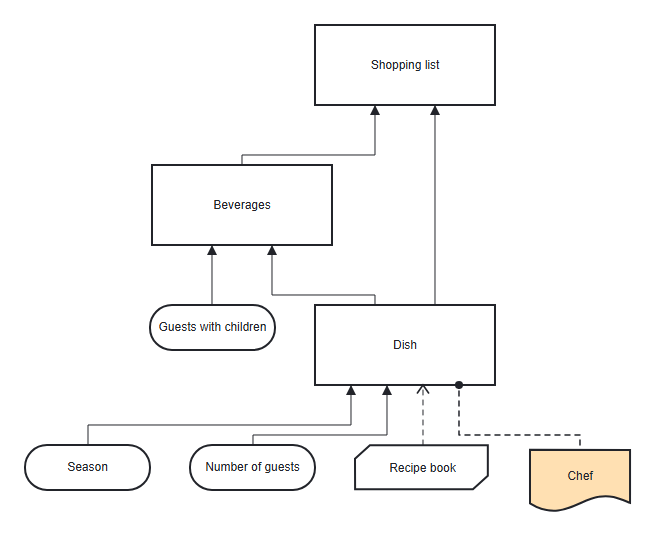 Shopping list
Beverages
Guests with children
Dish
Season
Number of guests
Recipe book
Chef